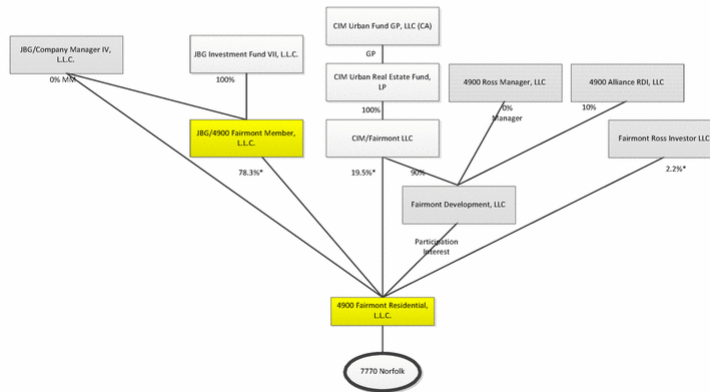 CIM Urban Fund GP, LLC (CA)
JBG/Company Manager IV,
L.L.C.
JBG Investment Fund VII, L.L.C.
GP
0% MM
100%
CIM Urban Real Estate Fund,
LP
4900 Ross Manager, LLC
4900 Alliance RDI, LLC
100%
0%
Manager
10%
JBG/4900 Fairmont Member,
L.L.C.
CIM/Fairmont LLC
Fairmont Ross Investor LLC
78.3%*
19.5%*
90%
2.2%*
Fairmont Development, LLC
Participation
Interest
4900 Fairmont Residential,
L.L.C.
7770 Norfolk